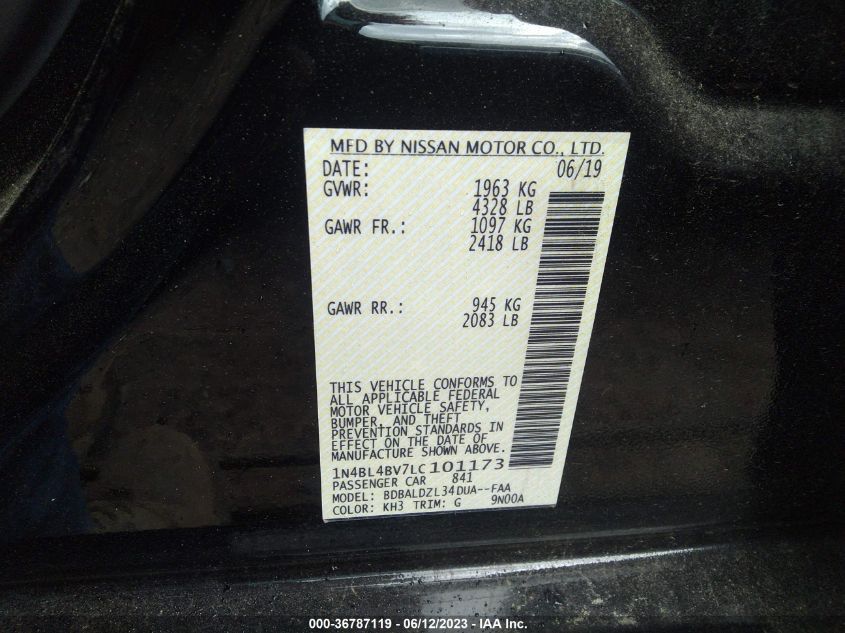 MFD BY NISSAN MOTOR CO., LTD.
DATE: 06/19
GVWR: 1963 KG
4328 LB
GAWR FR.: 1097 KG
2418 LB
GAWR RR.: 945 KG
2083 LB
THIS VEHICLE CONFORMS TO
ALL APPLICABLE FEDERAL
MOTOR VEHICLE SAFETY,
BUMPER, AND THEFT
PREVENTION STANDARDS IN
EFFECT ON THE DATE OF
MANUFACTURE SHOWN ABOVE.
1N4BL4BV7LC101173
PASSENGER CAR 841
MODEL: BDBALDZL34DUA--FAA
COLOR: KH3 TRIM: G 9N00A
000-36787119 - 06/12/2023 - IAA Inc.